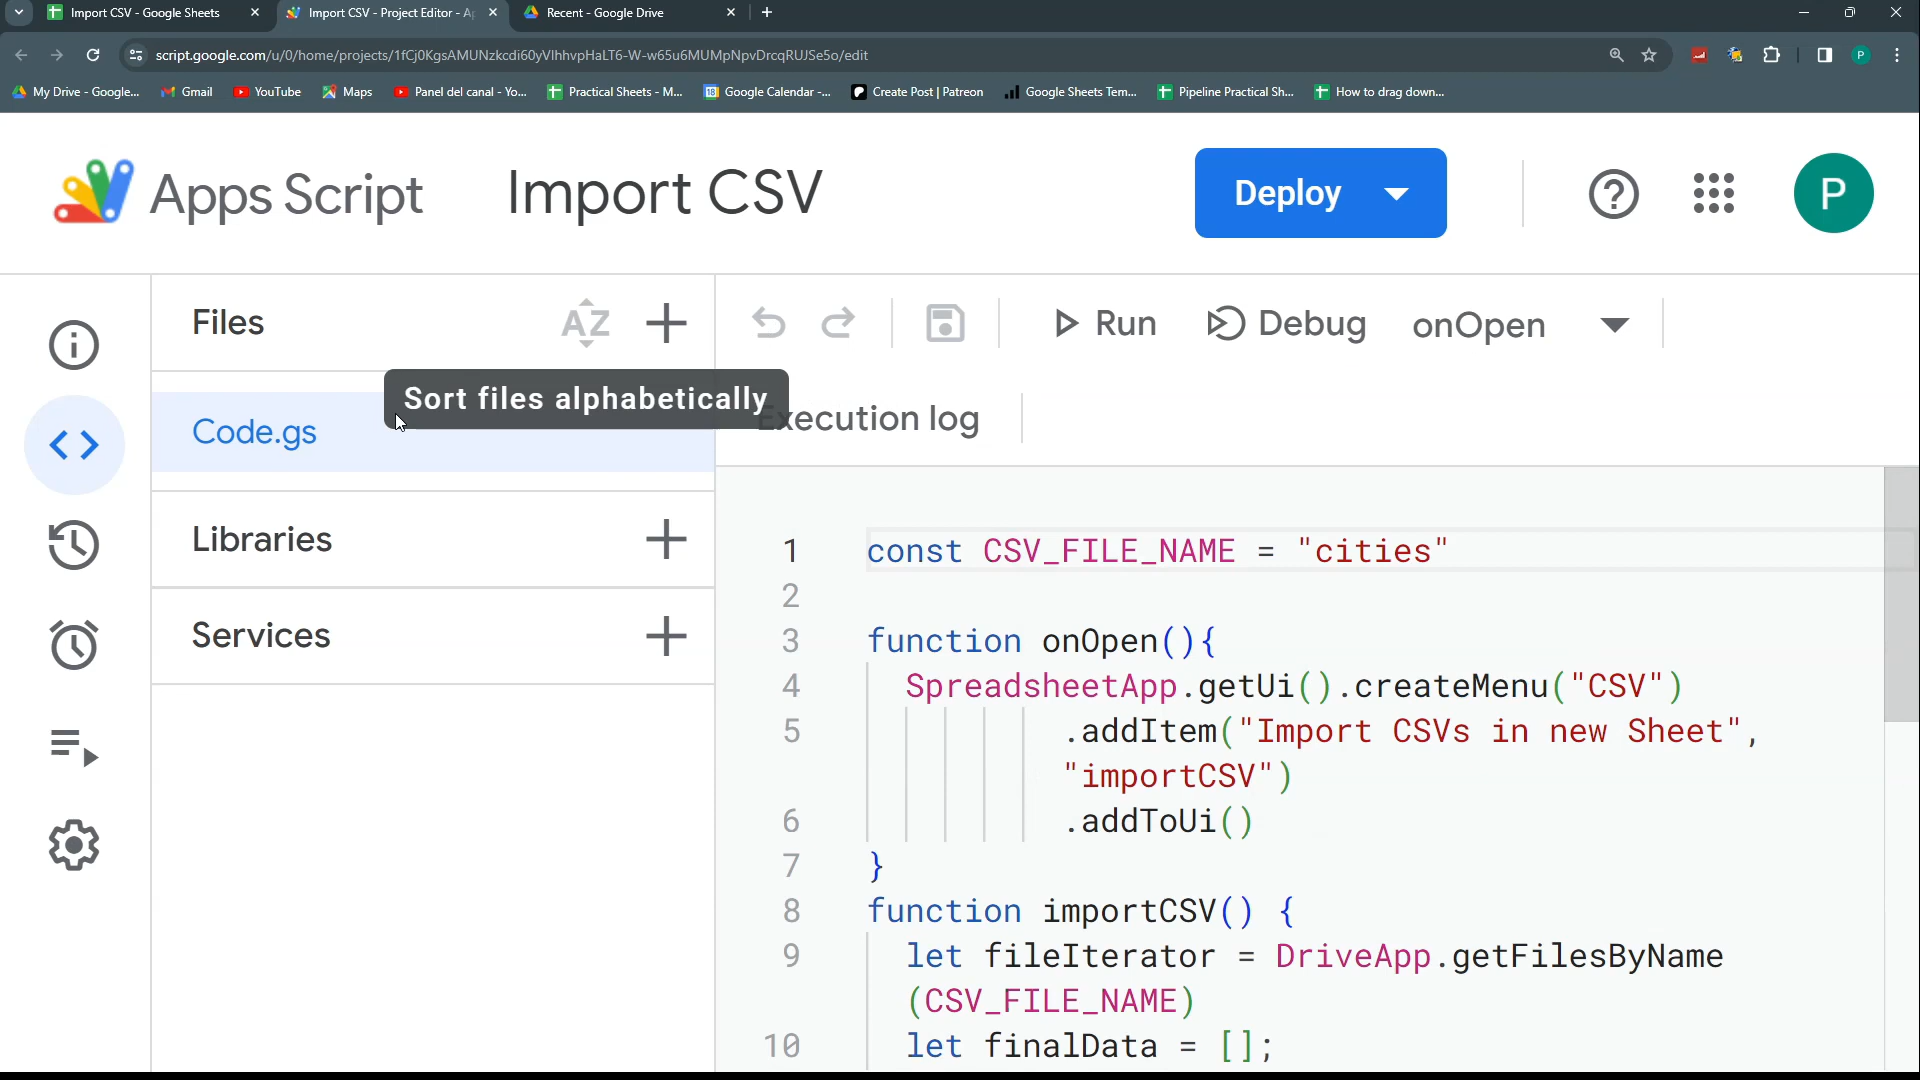 Import CSV - Google Sheets
Import CSV - Project Editor - Ap
Recent - Google Drive
script.google.com/u/0/home/projects/1fCj0KgsAMUNzkcdi60yVlhhvpHaLT6-W-w65u6MUMpNpvDrcqRUJSe5o/edit
P
My Drive - Google...
Gmail
YouTube
Maps
Panel del canal - Yo...
Practical Sheets - M...
Google Calendar -...
Create Post | Patreon
Google Sheets Tem...
Pipeline Practical Sh...
How to drag down...
Apps Script
Import CSV
Deploy
P
Files
AZ
Run
Debug
onOpen
Sort files alphabetically
Execution log
Code.gs
Libraries
Services
1 const CSV_FILE_NAME = "cities"
2
3 function onOpen(){
4 SpreadsheetApp.getUi().createMenu("CSV")
5 .addItem("Import CSVs in new Sheet",
"importCSV")
6 .addToUi()
7 }
8 function importCSV() {
9 let fileIterator = DriveApp.getFilesByName
(CSV_FILE_NAME)
10 let finalData = [];